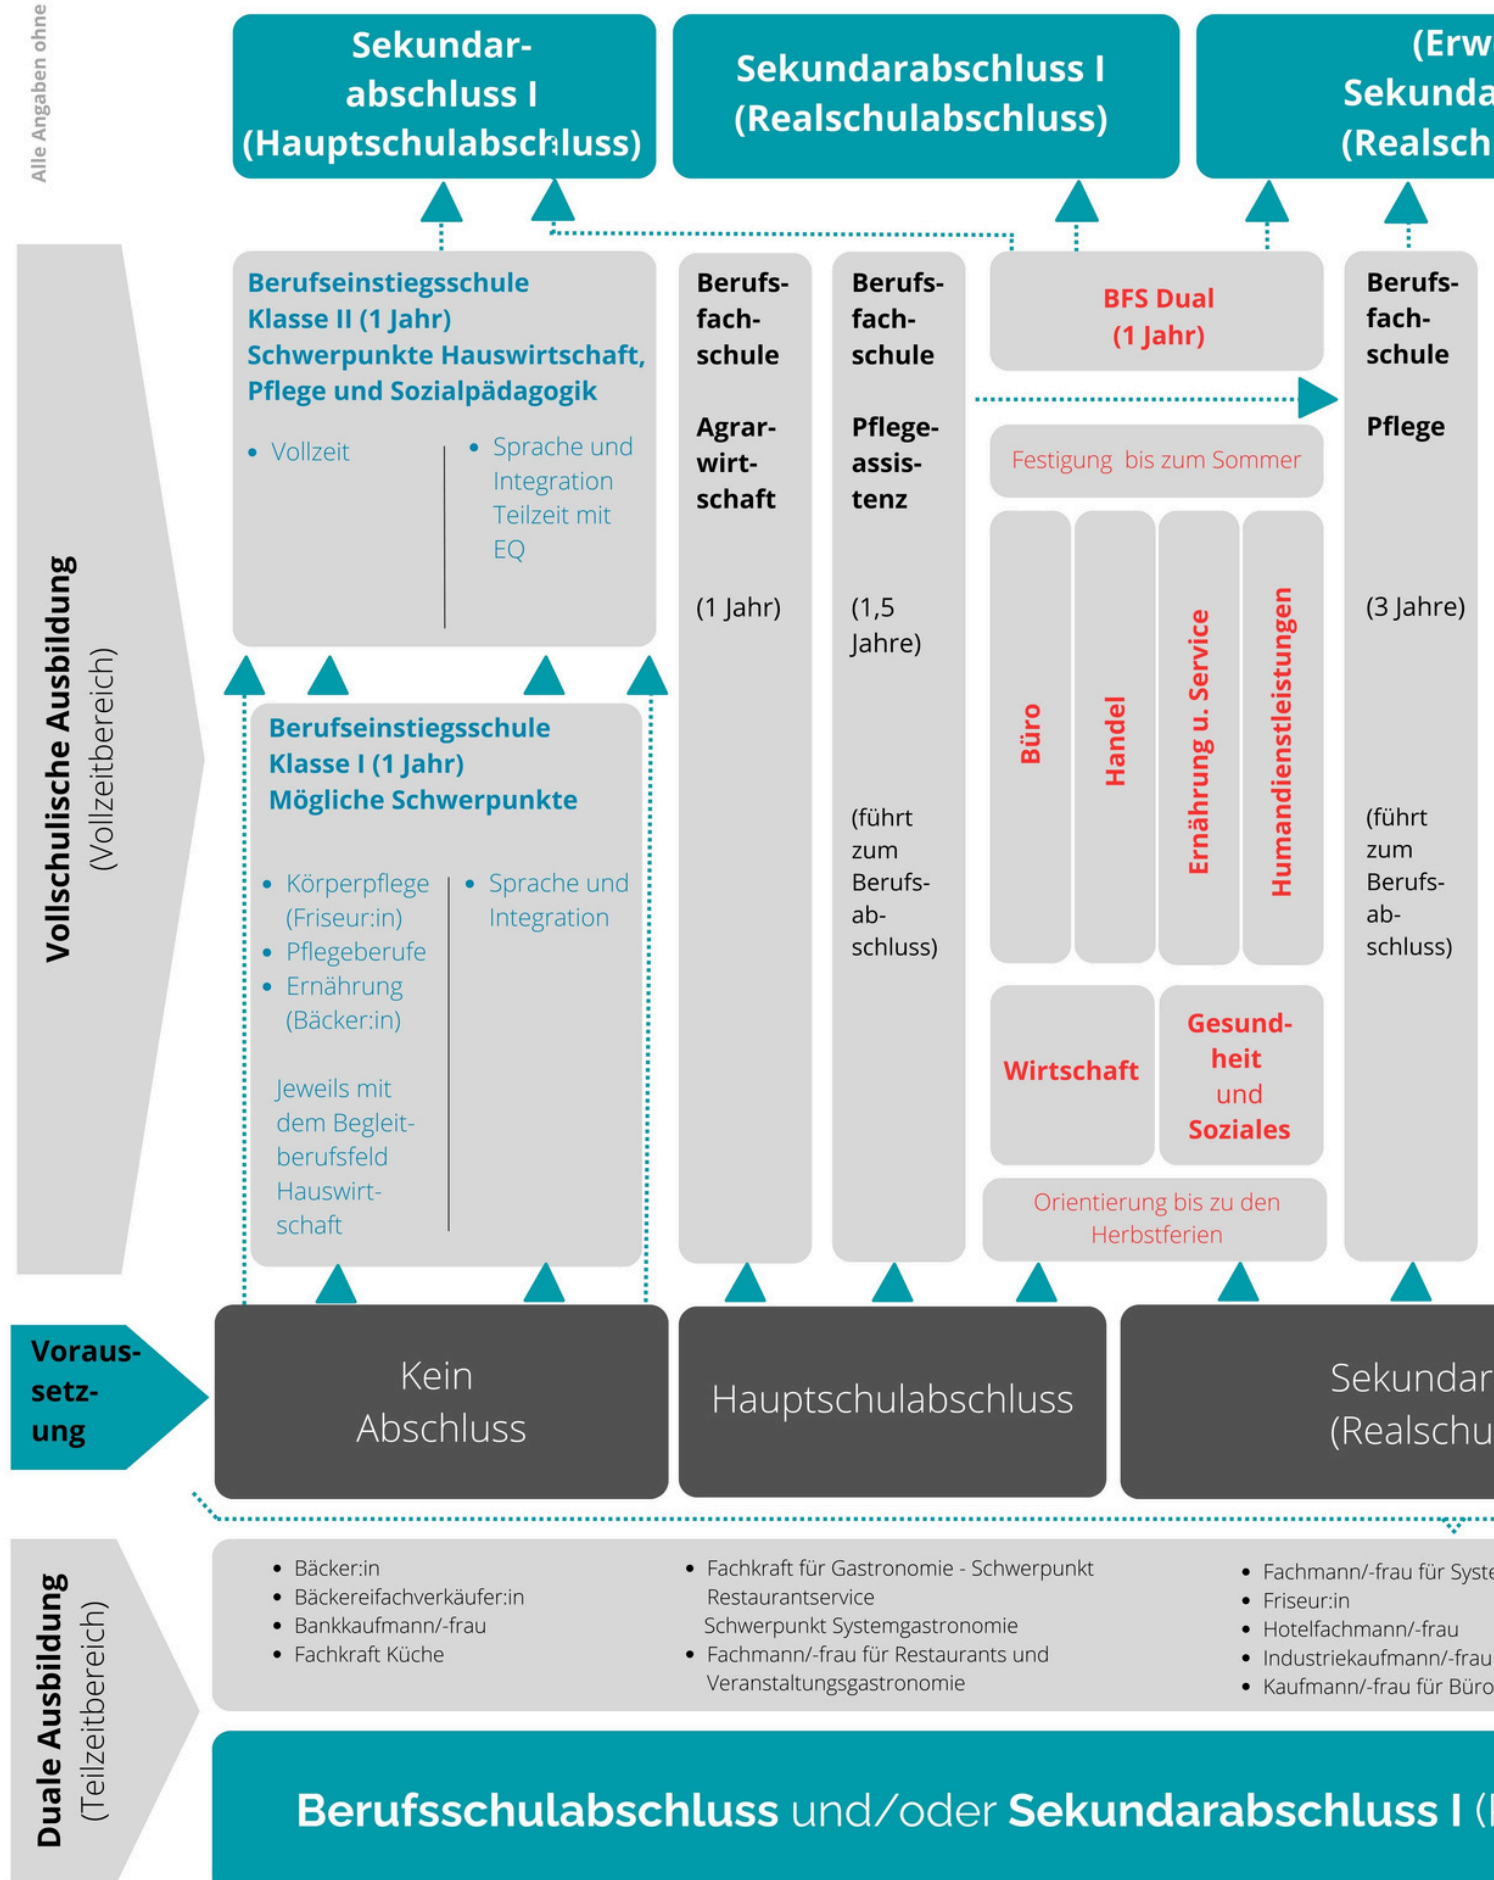 Alle Angaben ohne
Sekundar-
abschluss I
(Hauptschulabschluss)
Sekundarabschluss I
(Realschulabschluss)
Vollschulische Ausbildung
(Vollzeitbereich)
Berufseinstiegsschule
Klasse II (1 Jahr)
Schwerpunkte Hauswirtschaft,
Pflege und Sozialpädagogik
• Vollzeit
• Sprache und
Integration
Teilzeit mit
EQ
Berufseinstiegsschule
Klasse I (1 Jahr)
Mögliche Schwerpunkte
• Körperpflege
(Friseur:in)
• Pflegeberufe
• Ernährung
(Bäcker:in)
Jeweils mit
dem Begleit-
berufsfeld
Hauswirt-
schaft
• Sprache und
Integration
Berufs-
fach-
schule
Agrar-
wirt-
schaft
(1 Jahr)
Berufs-
fach-
schule
Pflege-
assis-
tenz
(1,5
Jahre)
(führt
zum
Berufs-
ab-
schluss)
BFS Dual
(1 Jahr)
Festigung bis zum Sommer
Büro
Handel
Ernährung u. Service
Humandienstleistungen
Wirtschaft
Gesund-
heit
und
Soziales
Orientierung bis zu den
Herbstferien
Berufs-
fach-
schule
Pflege
(3 Jahre)
(führt
zum
Berufs-
ab-
schluss)
Voraus-
setz-
ung
Kein
Abschluss
Hauptschulabschluss
Duale Ausbildung
(Teilzeitbereich)
• Bäcker:in
• Bäckereifachverkäufer:in
• Bankkaufmann/-frau
• Fachkraft Küche
• Fachkraft für Gastronomie - Schwerpunkt
Restaurantservice
Schwerpunkt Systemgastronomie
• Fachmann/-frau für Restaurants und
Veranstaltungsgastronomie
• Fachmann/-frau für
• Friseur:in
• Hotelfachmann/-frau
• Industriekaufmann/-frau
• Kaufmann/-frau für Büro
Berufsschulabschluss und/oder Sekundarabschluss I